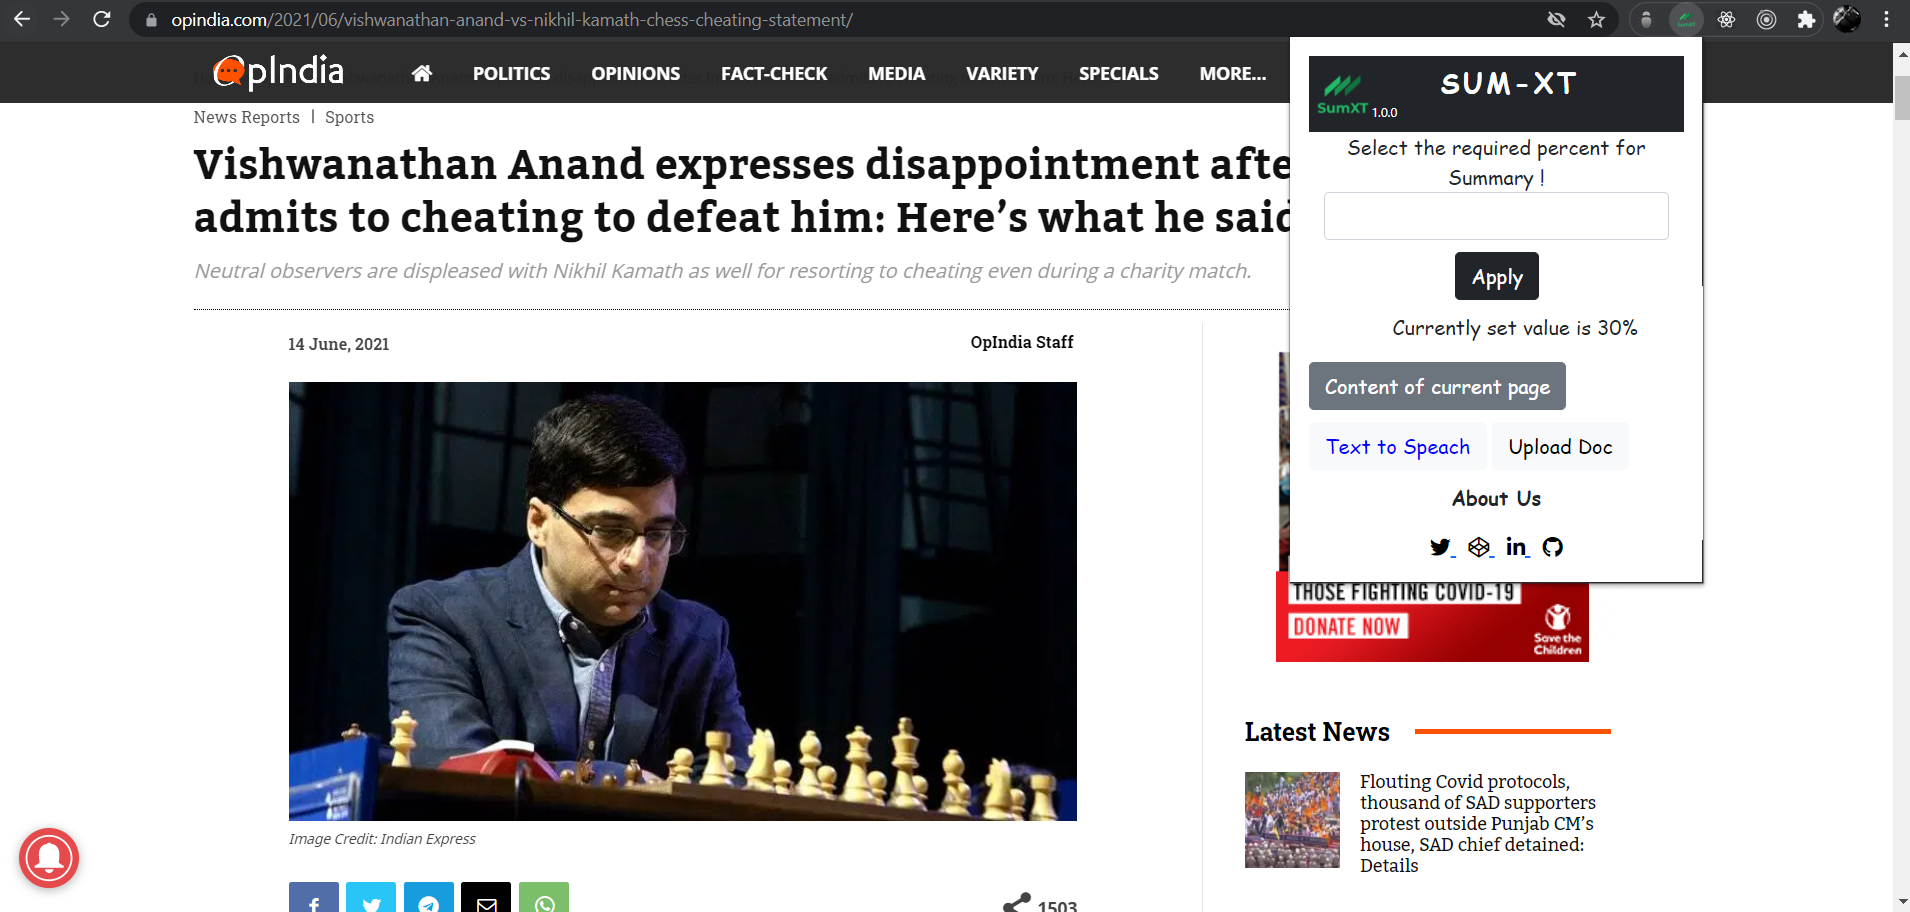 opindia.com/2021/06/vishwanathan-anand-vs-nikhil-kamath-chess-cheating-statement/
OpIndia
POLITICS OPINIONS FACT-CHECK MEDIA VARIETY SPECIALS MORE...
News Reports | Sports
Vishwanathan Anand expresses disappointment afte
admits to cheating to defeat him: Here’s what he said
Neutral observers are displeased with Nikhil Kamath as well for resorting to cheating even during a charity match.
14 June, 2021
OpIndia Staff
Image Credit: Indian Express
1503
SUM-XT
SumXT 1.0.0
Select the required percent for
Summary !
Apply
Currently set value is 30%
Content of current page
Text to Speach
Upload Doc
About Us
THOSE FIGHTING COVID-19
DONATE NOW
Save the
Children
Latest News
Flouting Covid protocols,
thousand of SAD supporters
protest outside Punjab CM’s
house, SAD chief detained:
Details